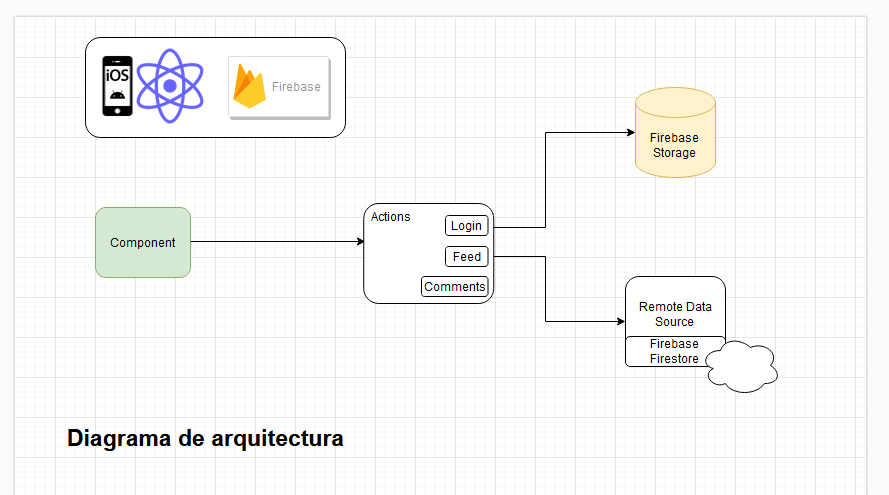 iOS
Firebase
Firebase
Storage
Component
Actions
Login
Feed
Comments
Remote Data
Source
Firebase
Firestore
Diagrama de arquitectura